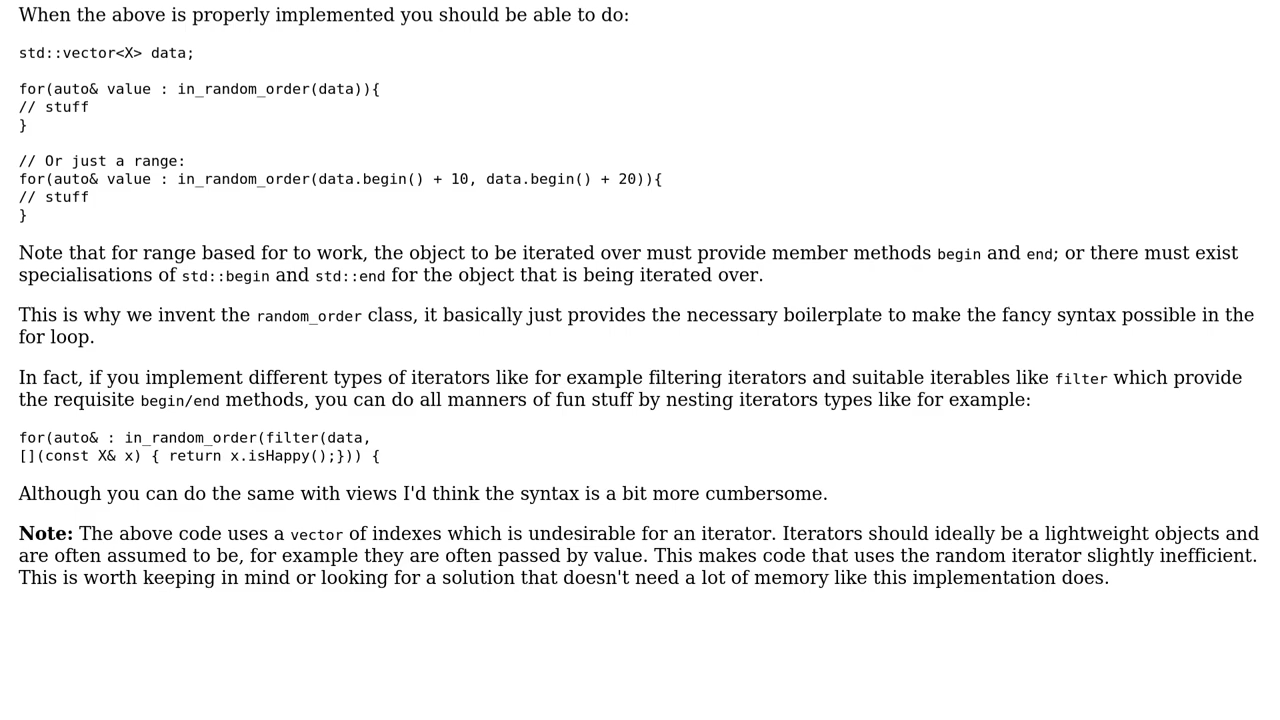 When the above is properly implemented you should be able to do:
std::vector<X> data;
for(auto& value : in_random_order(data)){
// stuff
}
// Or just a range:
for(auto& value : in_random_order(data.begin() + 10, data.begin() + 20)){
// stuff
}
Note that for range based for to work, the object to be iterated over must provide member methods begin and end; or there must exist
specialisations of std::begin and std::end for the object that is being iterated over.
This is why we invent the random_order class, it basically just provides the necessary boilerplate to make the fancy syntax possible in the
for loop.
In fact, if you implement different types of iterators like for example filtering iterators and suitable iterables like filter which provide
the requisite begin/end methods, you can do all manners of fun stuff by nesting iterators types like for example:
for(auto& : in_random_order(filter(data,
[](const X& x) { return x.isHappy();})) {
Although you can do the same with views I'd think the syntax is a bit more cumbersome.
Note: The above code uses a vector of indexes which is undesirable for an iterator. Iterators should ideally be a lightweight objects and
are often assumed to be, for example they are often passed by value. This makes code that uses the random iterator slightly inefficient.
This is worth keeping in mind or looking for a solution that doesn't need a lot of memory like this implementation does.